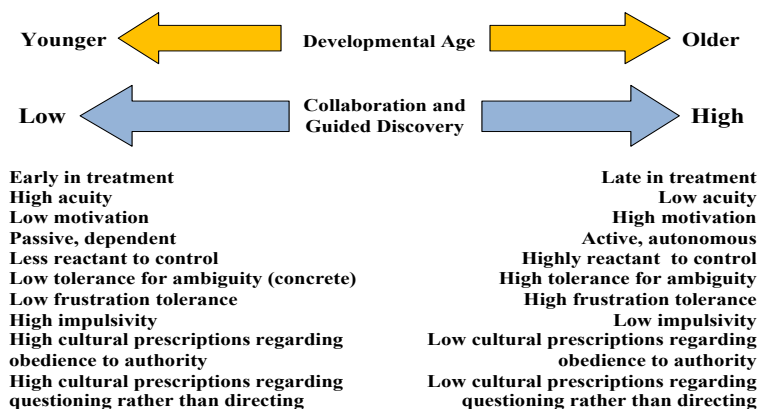 Younger Developmental Age Older
Low Collaboration and Guided Discovery High
Early in treatment
High acuity
Low motivation
Passive, dependent
Less reactant to control
Low tolerance for ambiguity (concrete)
Low frustration tolerance
High impulsivity
High cultural prescriptions regarding
obedience to authority
High cultural prescriptions regarding
questioning rather than directing
Late in treatment
Low acuity
High motivation
Active, autonomous
Highly reactant to control
High tolerance for ambiguity
High frustration tolerance
Low impulsivity
Low cultural prescriptions regarding
obedience to authority
Low cultural prescriptions regarding
questioning rather than directing